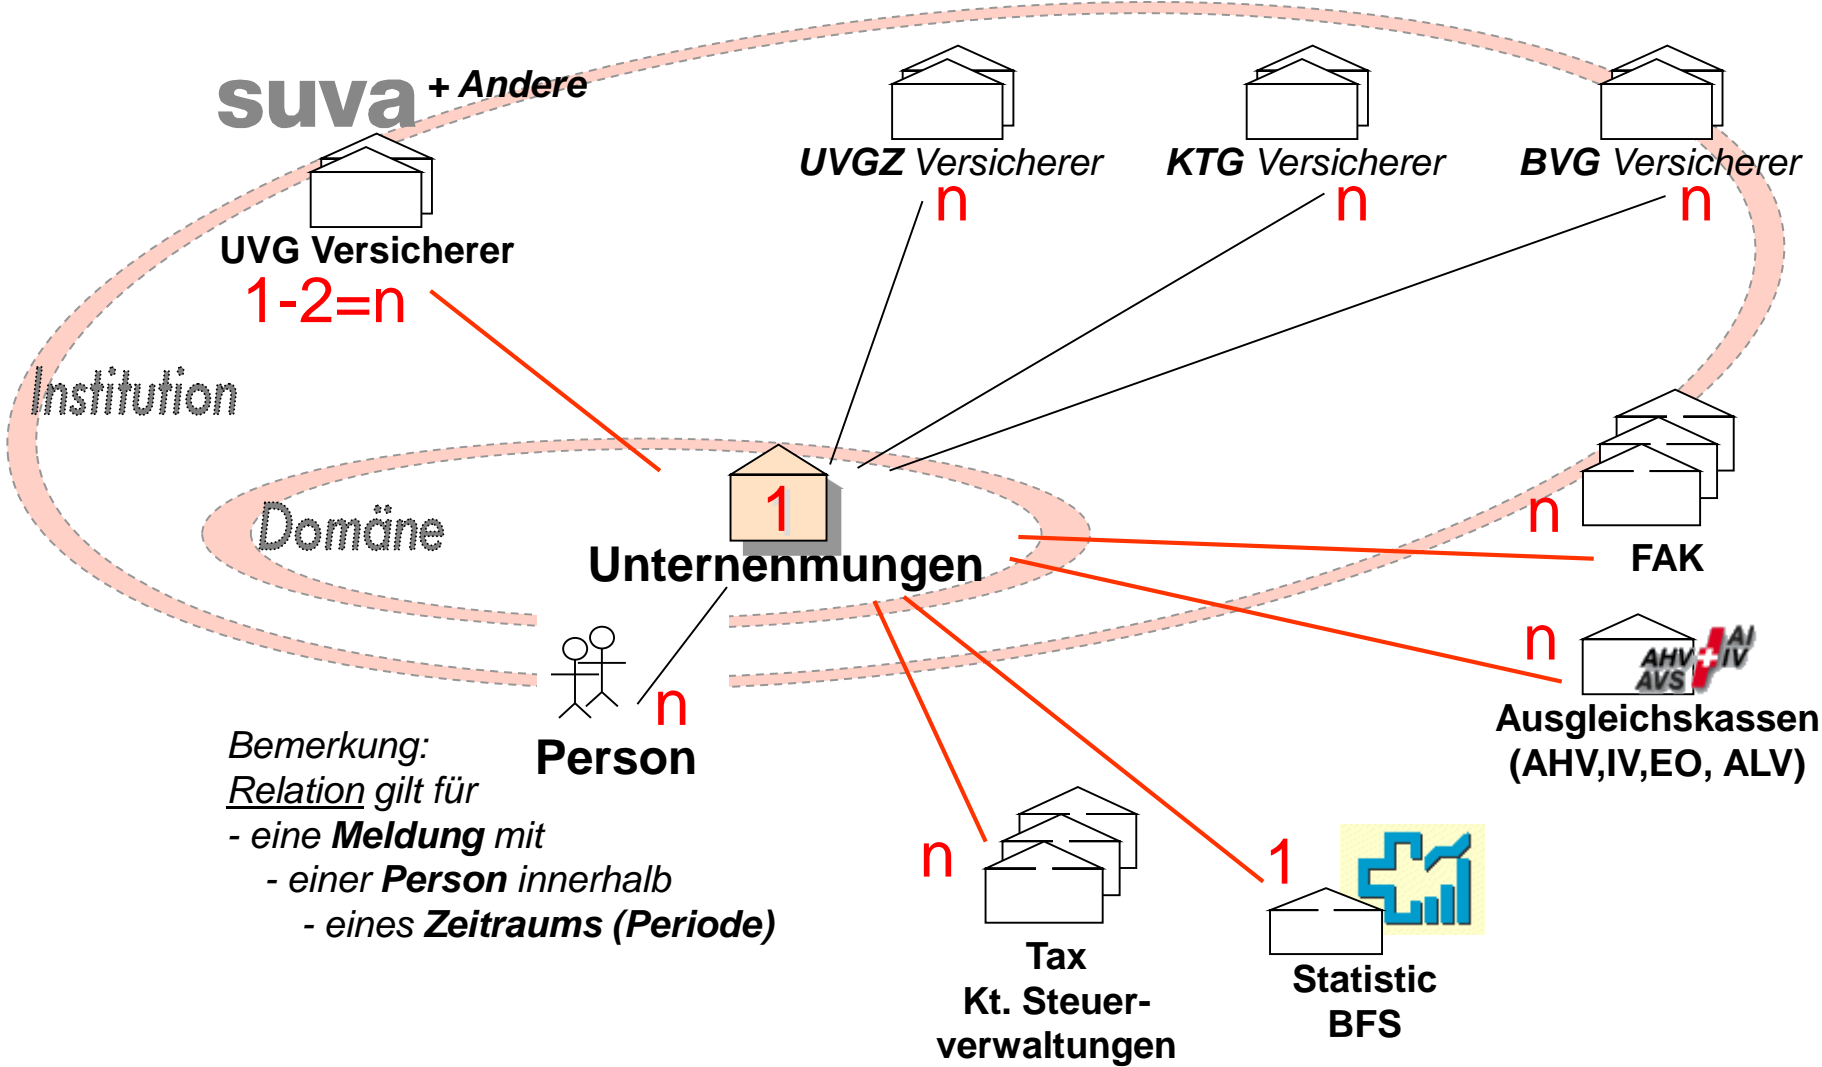 suva + Andere
UVG Versicherer
1-2=n
UVGZ Versicherer
n
KTG Versicherer
n
BVG Versicherer
n
Institution
Domäne
1
Unternehmungen
n
FAK
n
AHV+AI IV
AVS
Ausgleichskassen
(AHV,IV,EO, ALV)
n
Person
Bemerkung:
Relation gilt für
- eine Meldung mit
- einer Person innerhalb
- eines Zeitraums (Periode)
n
Tax
Kt. Steuer-
verwaltungen
1
Statistic
BFS